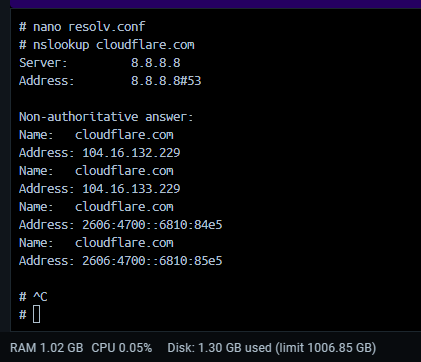 # nano resolv.conf
# nslookup cloudflare.com
Server:         8.8.8.8
Address:        8.8.8.8#53

Non-authoritative answer:
Name:   cloudflare.com
Address: 104.16.132.229
Name:   cloudflare.com
Address: 104.16.133.229
Name:   cloudflare.com
Address: 2606:4700::6810:84e5
Name:   cloudflare.com
Address: 2606:4700::6810:85e5

# ^C
#
RAM 1.02 GB CPU 0.05% Disk: 1.30 GB used (limit 1006.85 GB)